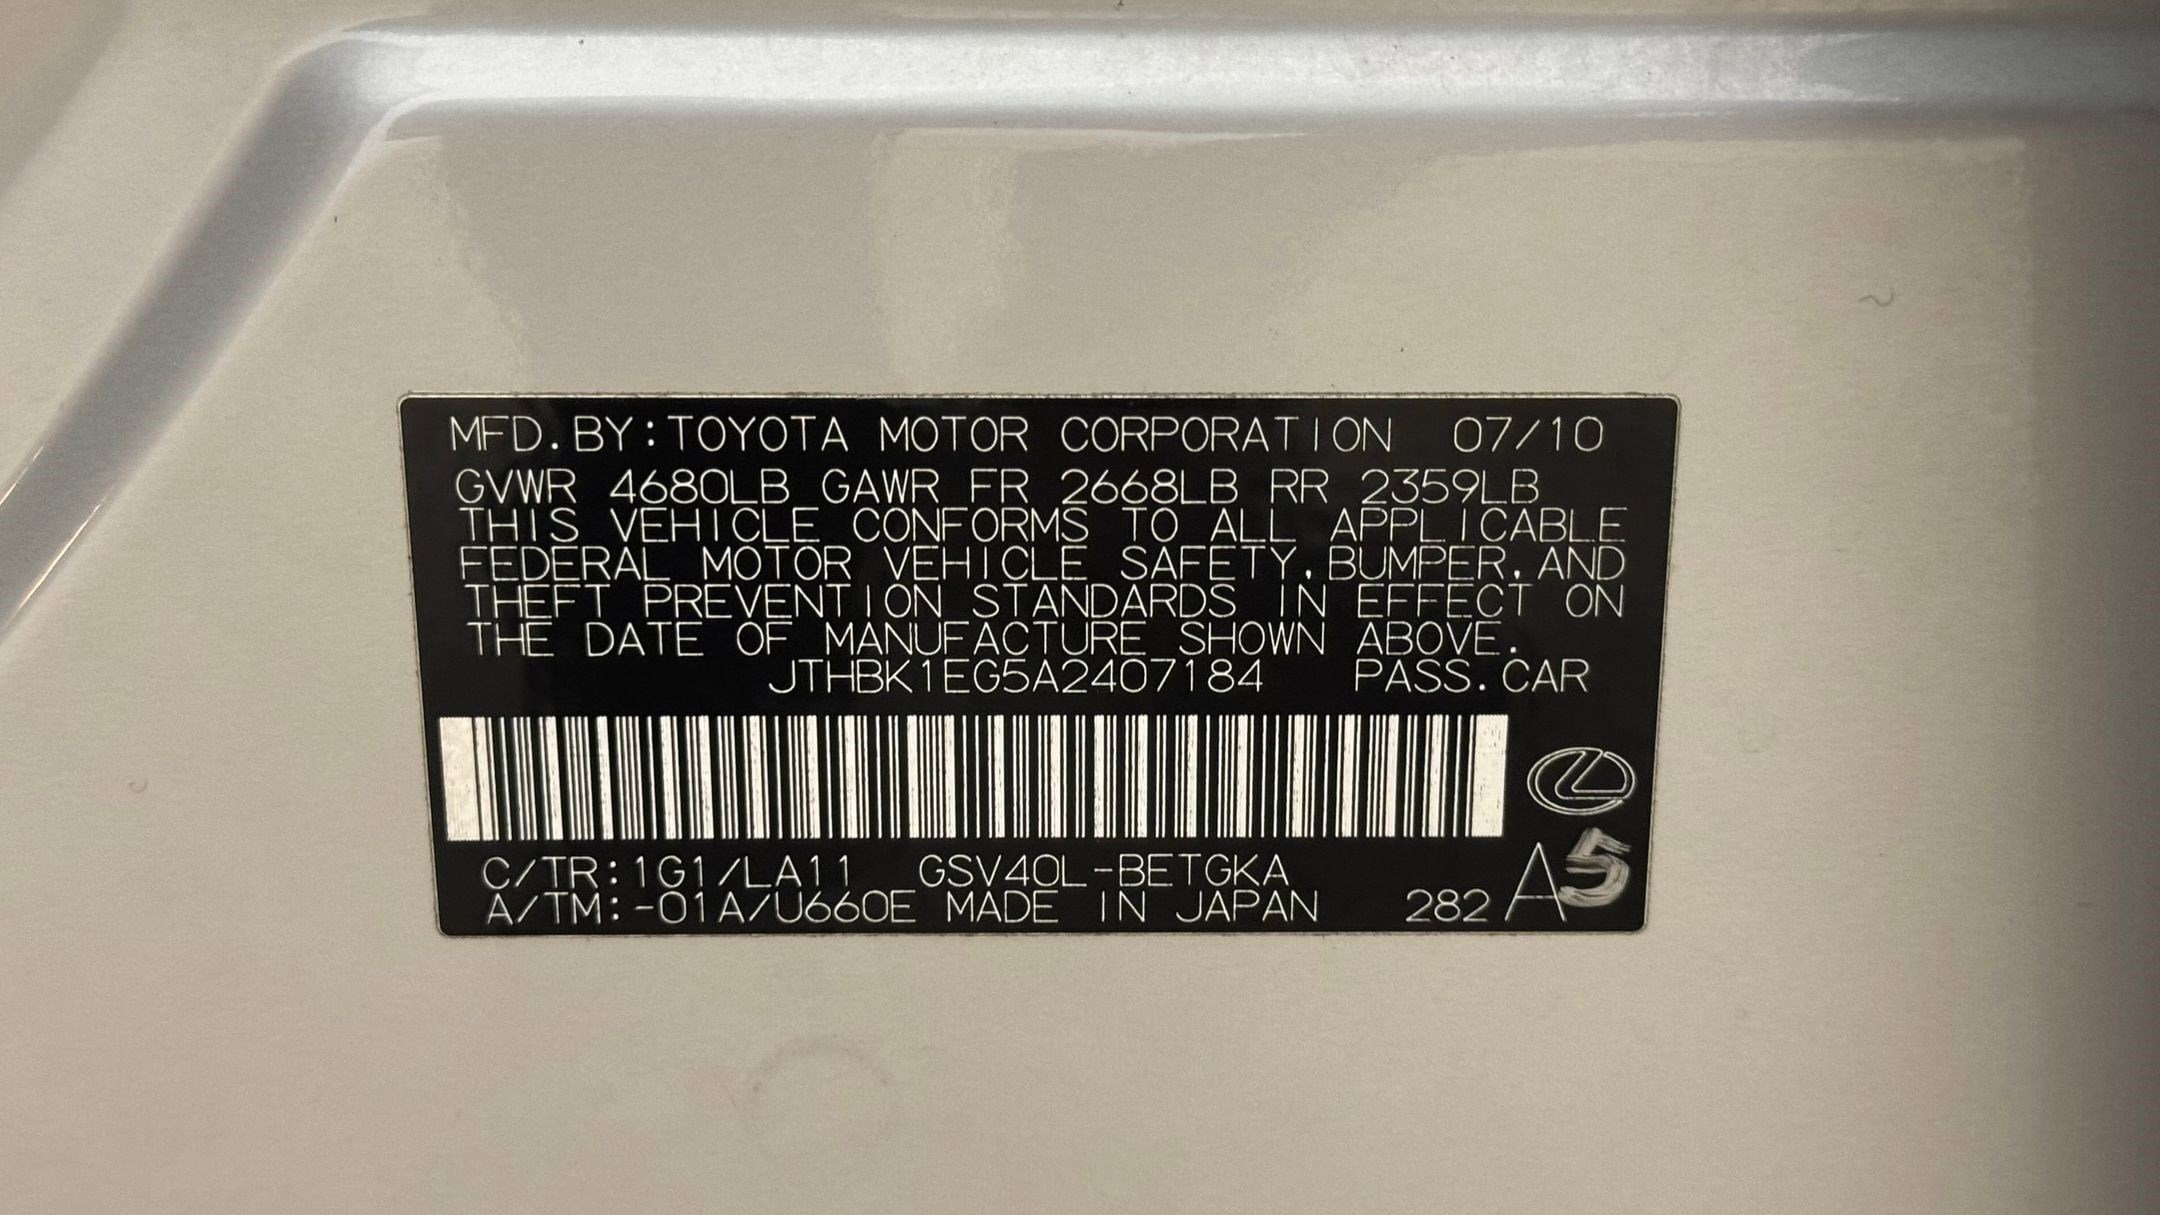 MFD.BY:TOYOTA MOTOR CORPORATION 07/10
GVWR 4680LB GAWR FR 2668LB RR 2359LB
THIS VEHICLE CONFORMS TO ALL APPLICABLE
FEDERAL MOTOR VEHICLE SAFETY,BUMPER,AND
THEFT PREVENTION STANDARDS IN EFFECT ON
THE DATE OF MANUFACTURE SHOWN ABOVE.
JTHBK1EG5A2407184 PASS.CAR
C/TR:1G1/LA11 GSV40L-BETGKA
A/TM:-01A/U660E MADE IN JAPAN 282 A5